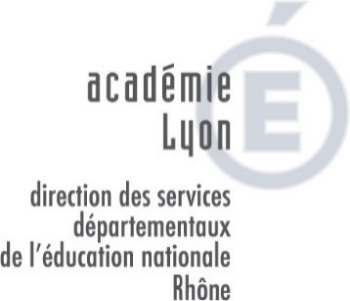 académie
Lyon
É
direction des services
départementaux
de l'éducation nationale
Rhône